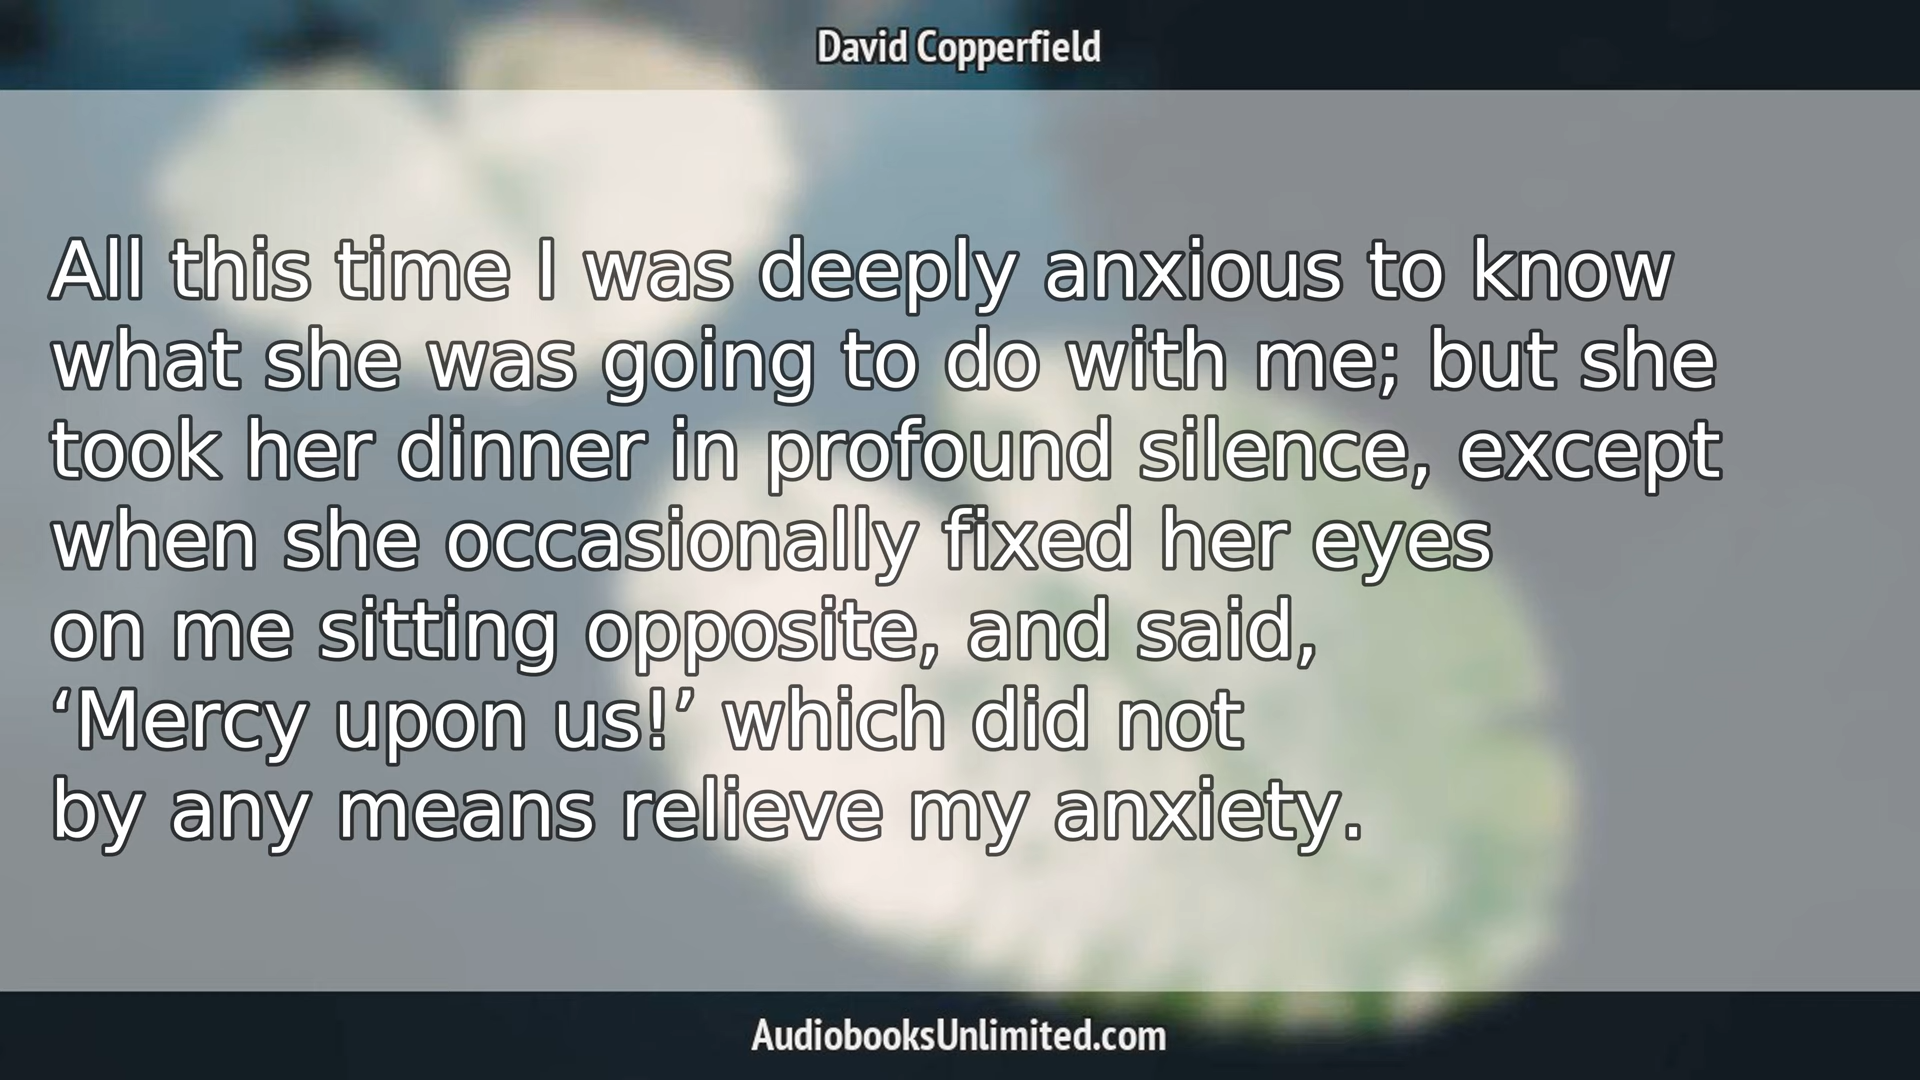 David Copperfield
All this time I was deeply anxious to know
what she was going to do with me; but she
took her dinner in profound silence, except
when she occasionally fixed her eyes
on me sitting opposite, and said,
‘Mercy upon us!’ which did not
by any means relieve my anxiety.
AudiobooksUnlimited.com